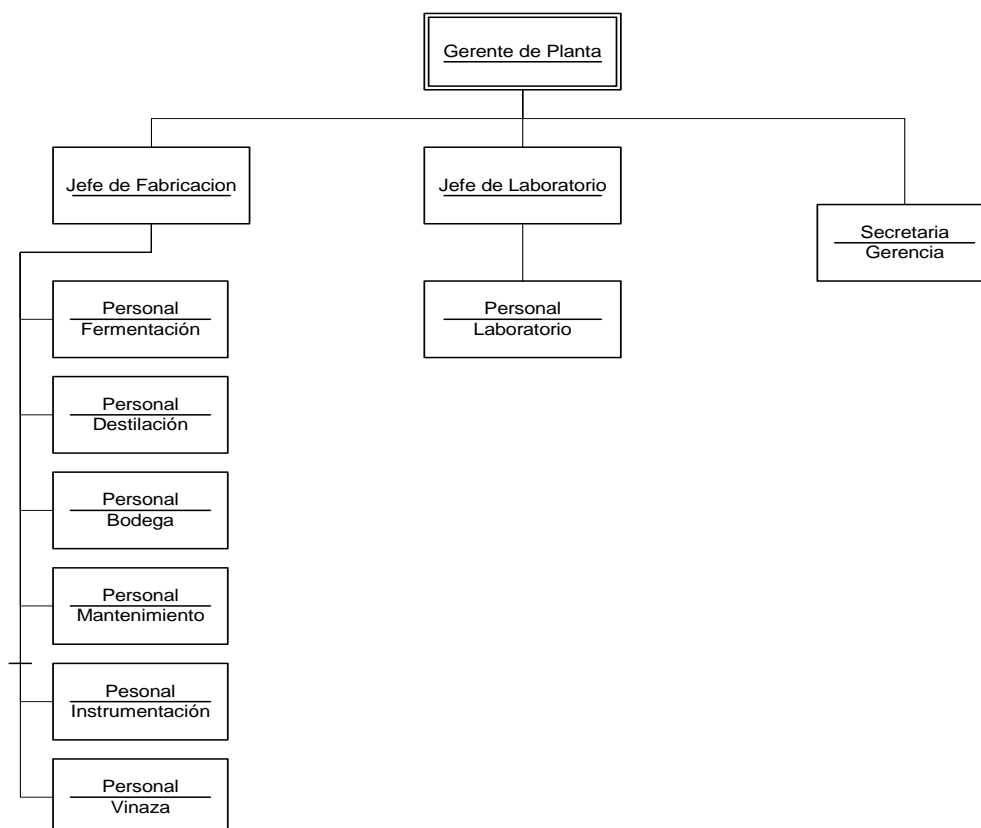 Gerente de Planta
Jefe de Fabricacion
Jefe de Laboratorio
Secretaria
Gerencia
Personal
Fermentación
Personal
Laboratorio
Personal
Destilación
Personal
Bodega
Personal
Mantenimiento
Pesonal
Instrumentación
Personal
Vinaza